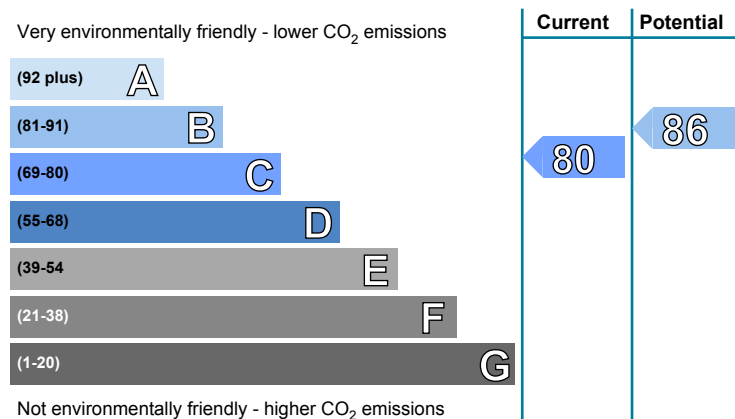 Very environmentally friendly - lower CO₂ emissions
Current
Potential
(92 plus) A
(81-91) B
(69-80) C
(55-68) D
(39-54 E
(21-38) F
(1-20) G
80
86
Not environmentally friendly - higher CO₂ emissions